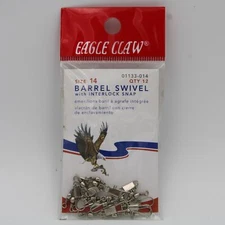 EAGLE CLAW
SIZE 14
01132-014
QTY 12
BARREL SWIVEL
WITH INTERLOCK SNAP